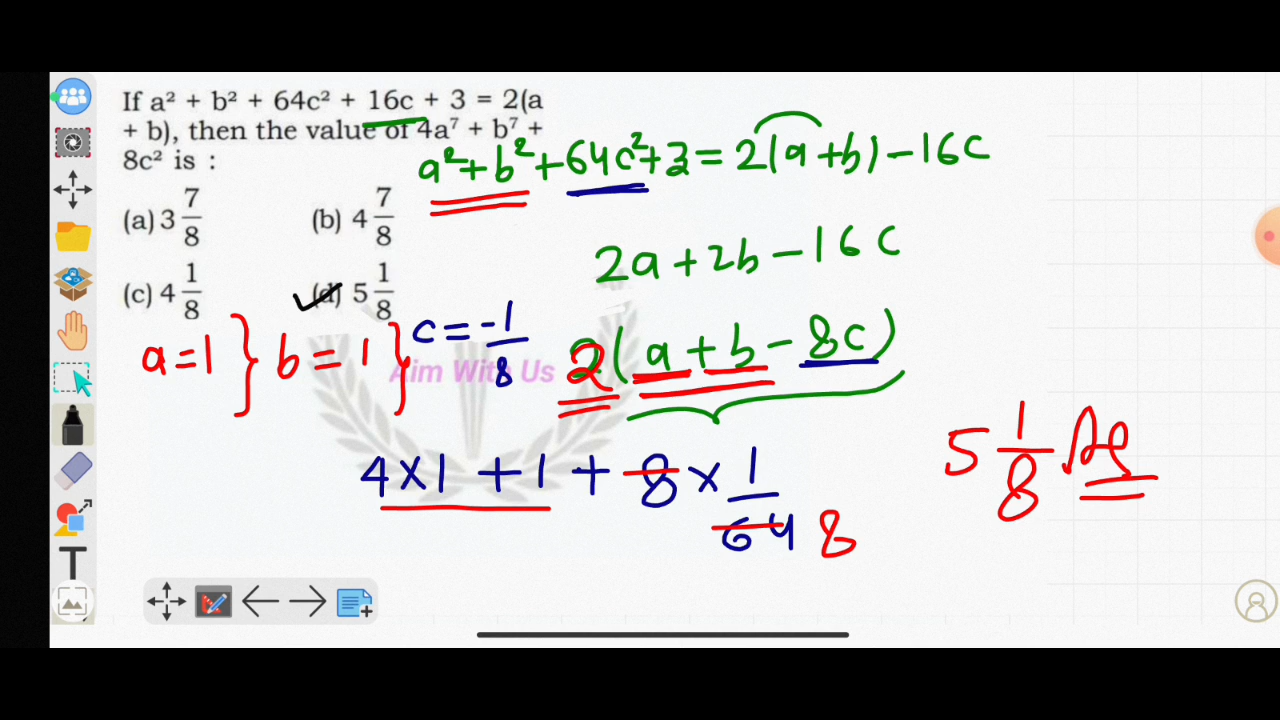 If a² + b² + 64c² + 16c + 3 = 2(a
+ b), then the value of 4a⁷ + b⁷ +
8c² is :
(a) 3 7/8 (b) 4 7/8
(c) 4 1/8 (d) 5 1/8
a² + b² + 64c² + 3 = 2(a + b) - 16c
2a + 2b - 16c
2(a + b - 8c)
a = 1 } b = 1 } c = -1/8
Aim With Us
4 × 1 + 1 + 8 × 1/64 8
5 1/8
T